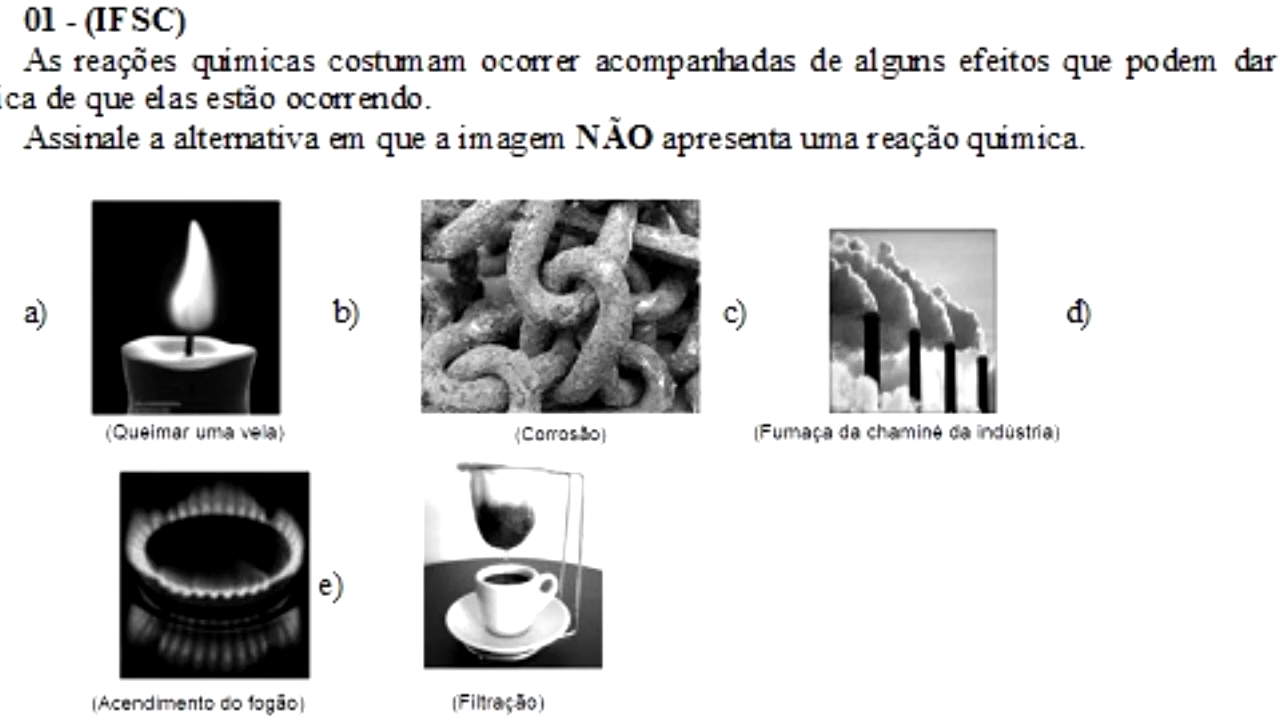 01 - (IFSC)
As reações químicas costumam ocorrer acompanhadas de alguns efeitos que podem dar
ica de que elas estão ocorrendo.
Assinale a alternativa em que a imagem NÃO apresenta uma reação química.
a) b) c) d)
(Queimar uma vela) (Corrosão) (Fumaça da chaminé da indústria)
e)
(Acendimento do fogão) (Filtração)